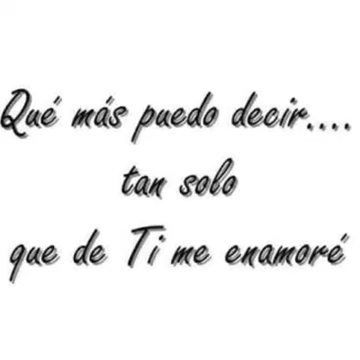 Qué más puedo decir....
tan solo
que de Ti me enamoré